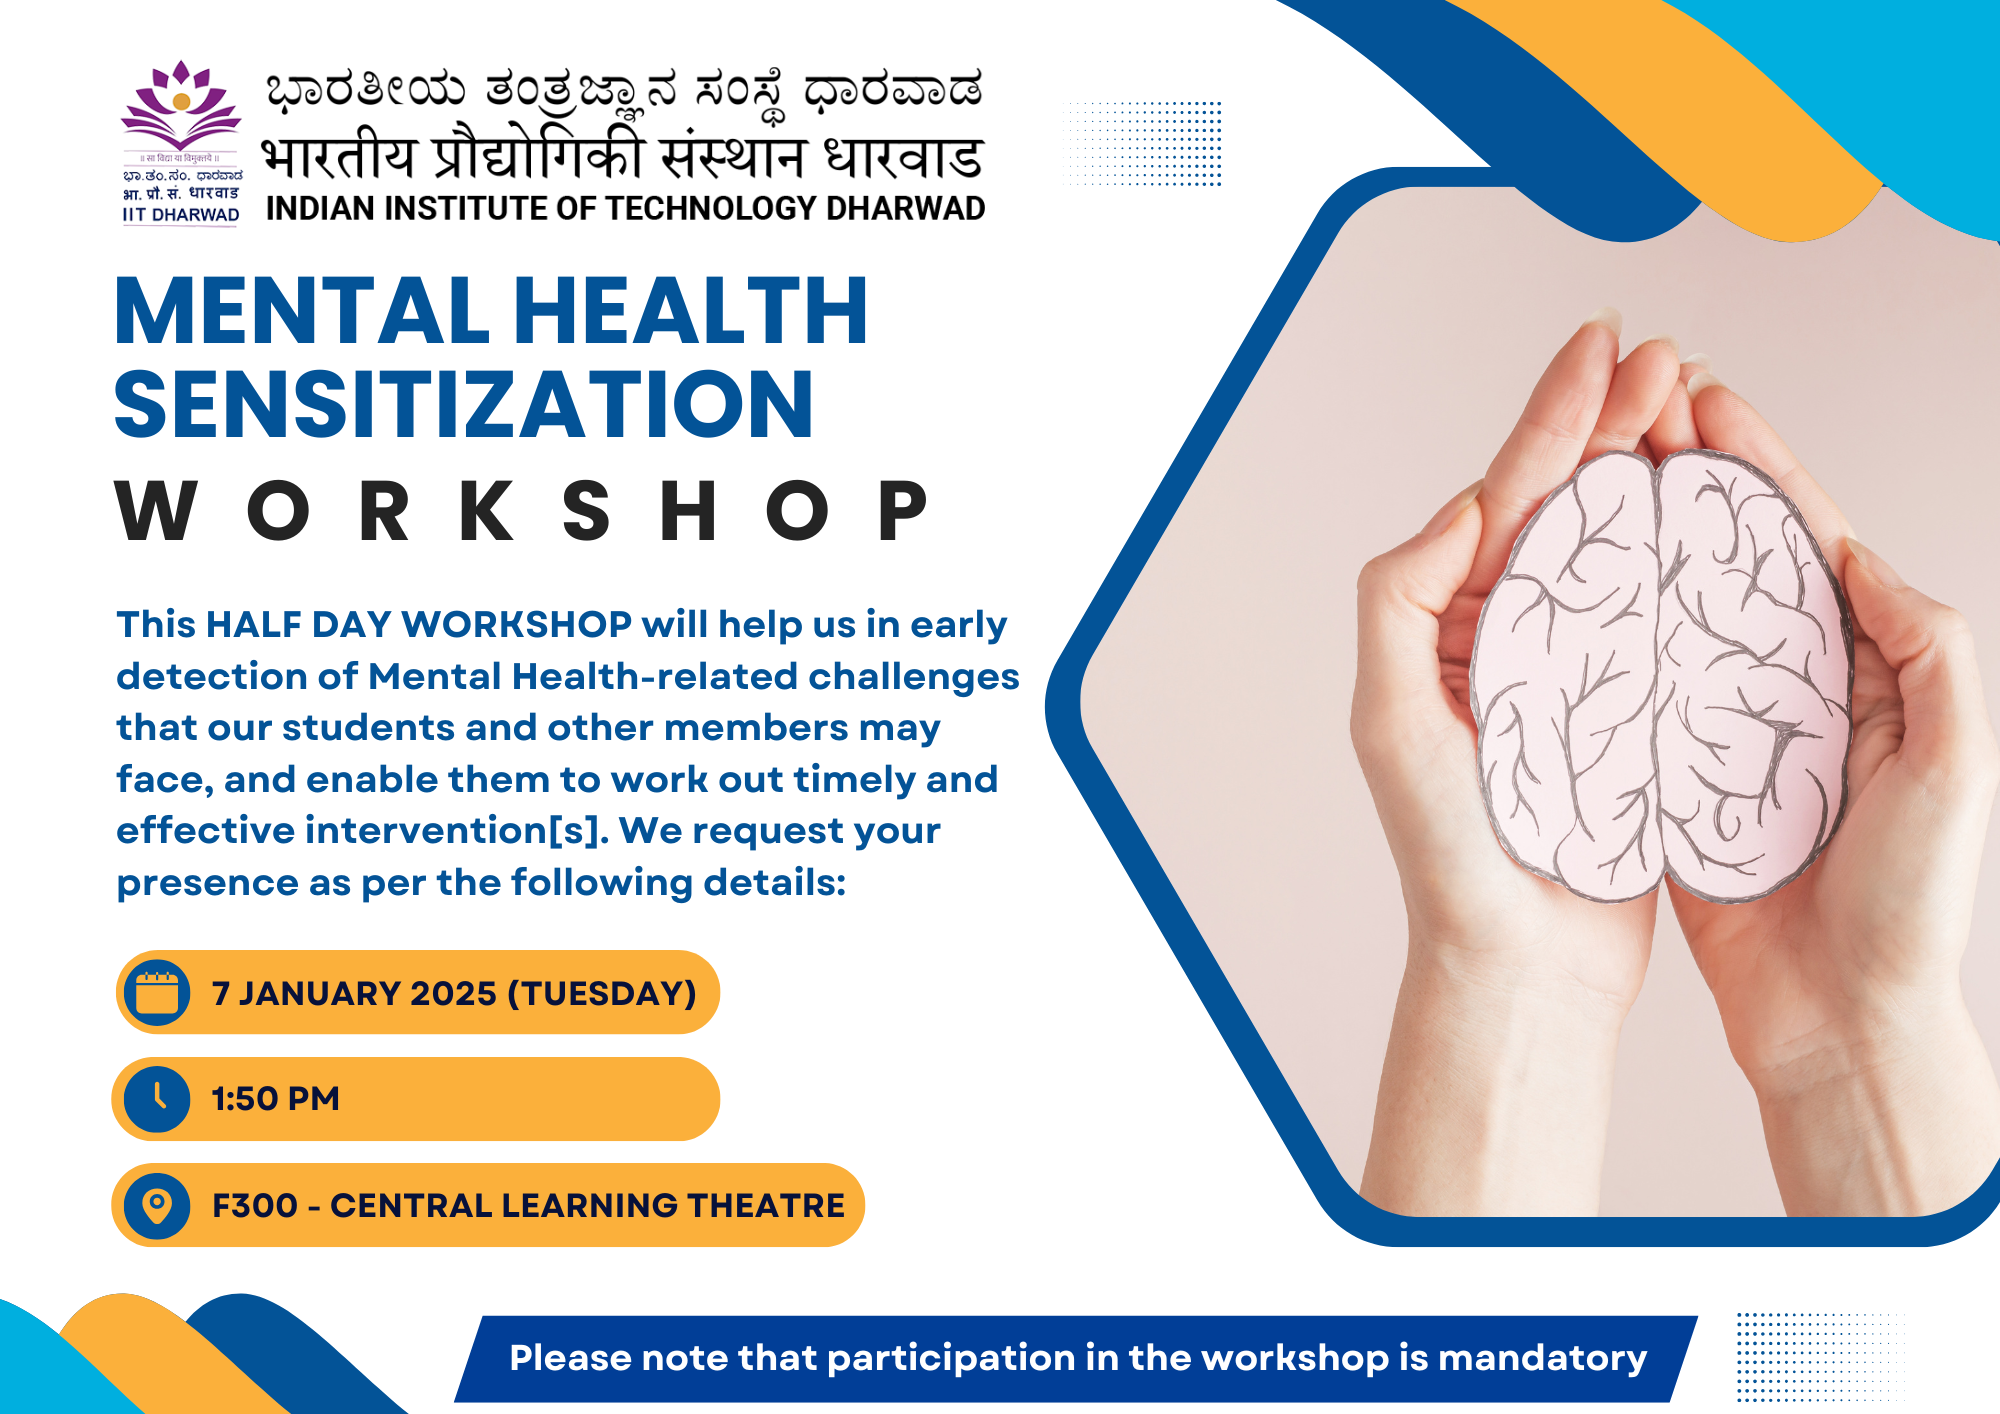 ॥ सा विद्या या विमुक्तये ॥
ಭಾ.ತಂ.ಸಂ. ಧಾರವಾಡ
भा. प्रौ. सं. धारवाड
IIT DHARWAD
ಭಾರತೀಯ ತಂತ್ರಜ್ಞಾನ ಸಂಸ್ಥೆ ಧಾರವಾಡ
भारतीय प्रौद्योगिकी संस्थान धारवाड
INDIAN INSTITUTE OF TECHNOLOGY DHARWAD
MENTAL HEALTH
SENSITIZATION
WORKSHOP
This HALF DAY WORKSHOP will help us in early
detection of Mental Health-related challenges
that our students and other members may
face, and enable them to work out timely and
effective intervention[s]. We request your
presence as per the following details:
7 JANUARY 2025 (TUESDAY)
1:50 PM
F300 - CENTRAL LEARNING THEATRE
Please note that participation in the workshop is mandatory